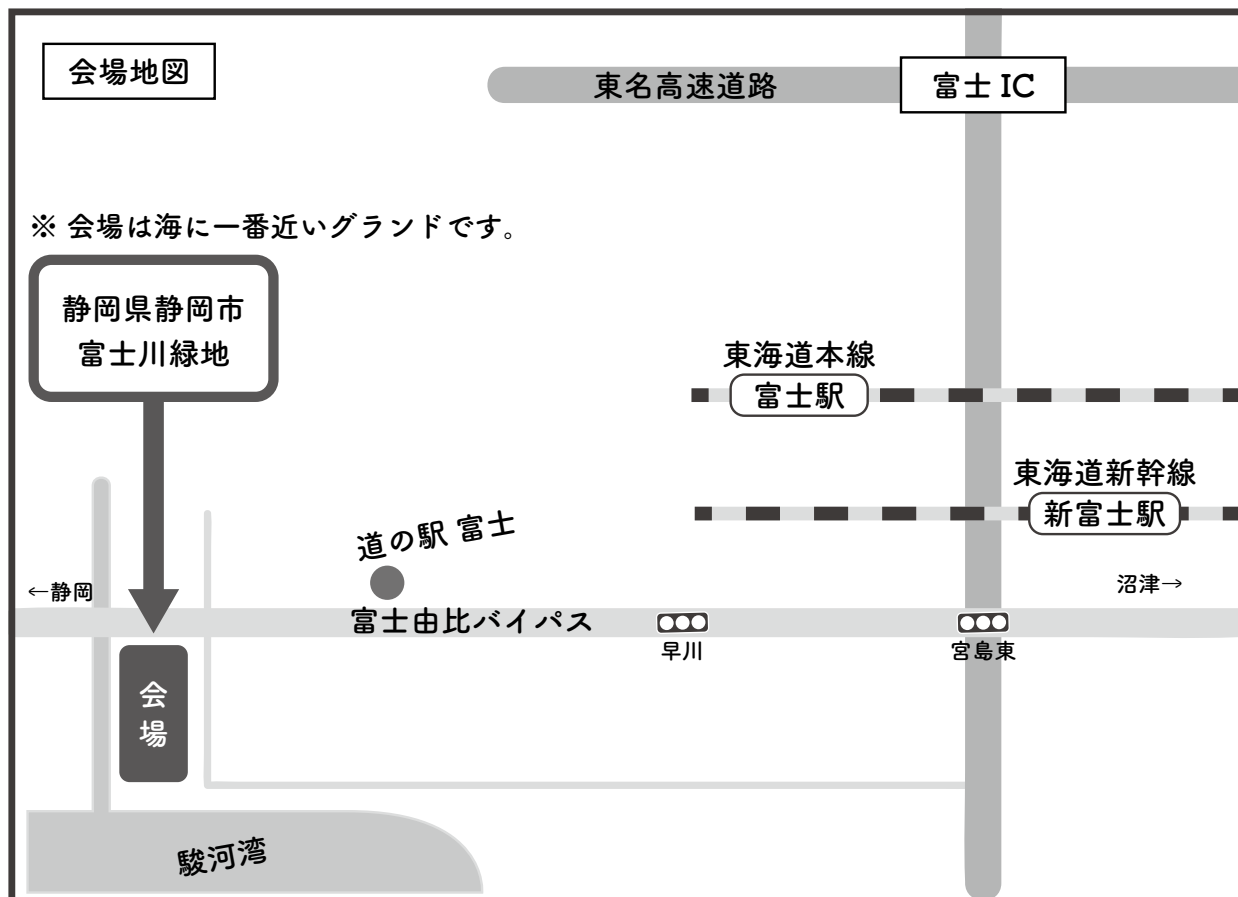 会場地図
東名高速道路
富士 IC
※ 会場は海に一番近いグランドです。
静岡県静岡市
富士川緑地
東海道本線
富士駅
東海道新幹線
新富士駅
道の駅 富士
←静岡
沼津→
富士由比バイパス
早川
宮島東
会場
駿河湾